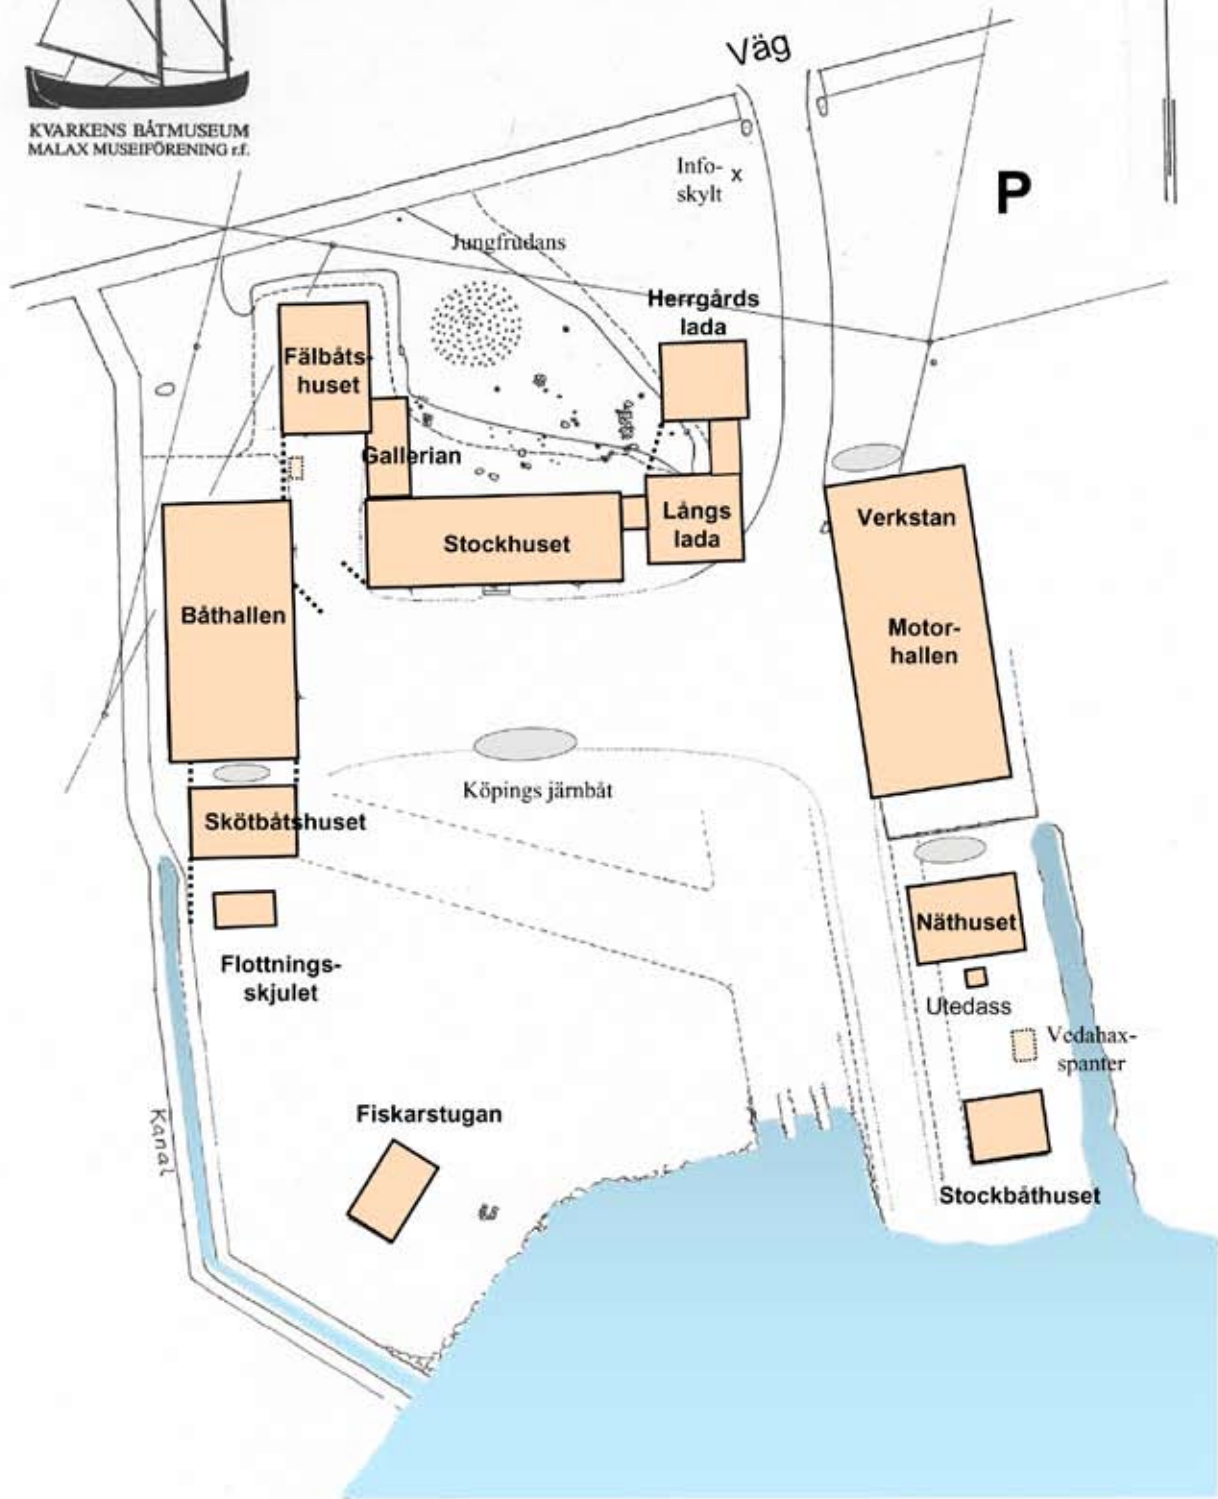 Väg
KVARKENS BÅTMUSEUM
MALAX MUSEIFÖRENING r.f.
Info-
skylt
x
P
Jungfrudans
Herrgårds
lada
Fälbåts-
huset
Gallerian
Stockhuset
Långs
lada
Verkstan
Båthallen
Motor-
hallen
Köpings järnbåt
Skötbåtshuset
Näthuset
Flottnings-
skjulet
Utedass
Vedahax-
spanter
Kanal
Fiskarstugan
Stockbåthuset